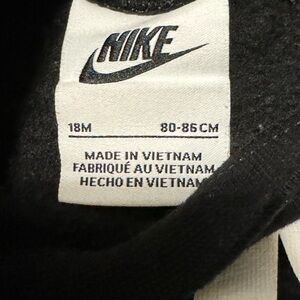 NIKE
18M 80-86CM
MADE IN VIETNAM
FABRIQUÉ AU VIETNAM
HECHO EN VIETNAM